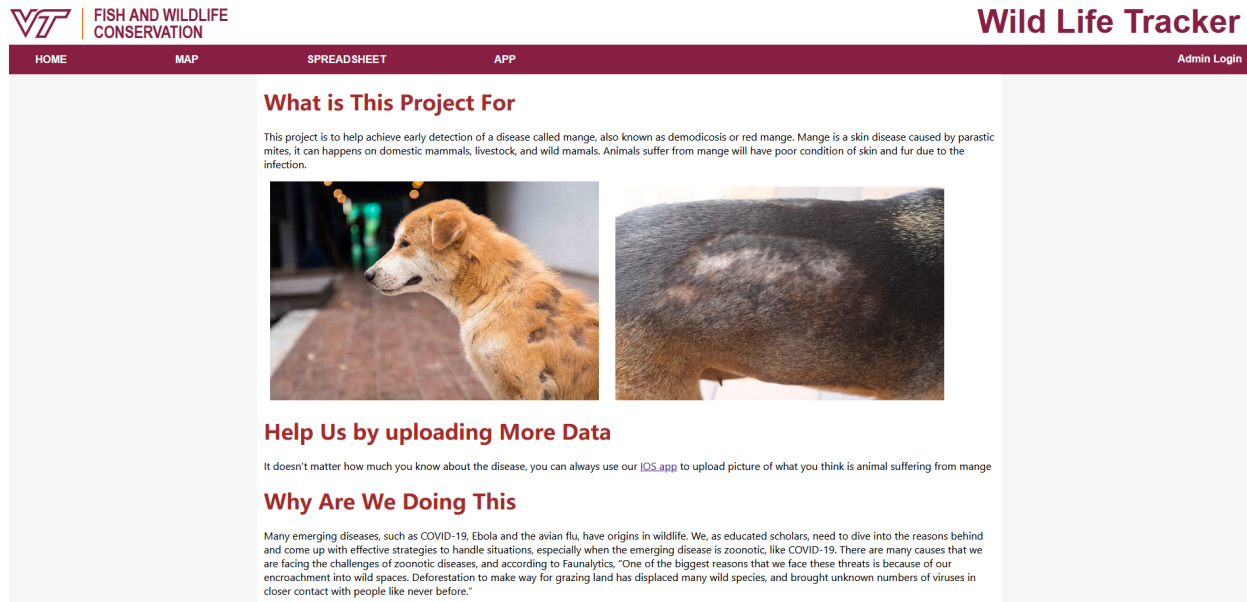 VT FISH AND WILDLIFE
CONSERVATION
Wild Life Tracker
HOME MAP SPREADSHEET APP Admin Login
What is This Project For
This project is to help achieve early detection of a disease called mange, also known as demodicosis or red mange. Mange is a skin disease caused by parastic
mites, it can happens on domestic mammals, livestock, and wild mamals. Animals suffer from mange will have poor condition of skin and fur due to the
infection.
Help Us by uploading More Data
It doesn't matter how much you know about the disease, you can always use our IOS app to upload picture of what you think is animal suffering from mange
Why Are We Doing This
Many emerging diseases, such as COVID-19, Ebola and the avian flu, have origins in wildlife. We, as educated scholars, need to dive into the reasons behind
and come up with effective strategies to handle situations, especially when the emerging disease is zoonotic, like COVID-19. There are many causes that we
are facing the challenges of zoonotic diseases, and according to Faunalytics, “One of the biggest reasons that we face these threats is because of our
encroachment into wild spaces. Deforestation to make way for grazing land has displaced many wild species, and brought unknown numbers of viruses in
closer contact with people like never before.”